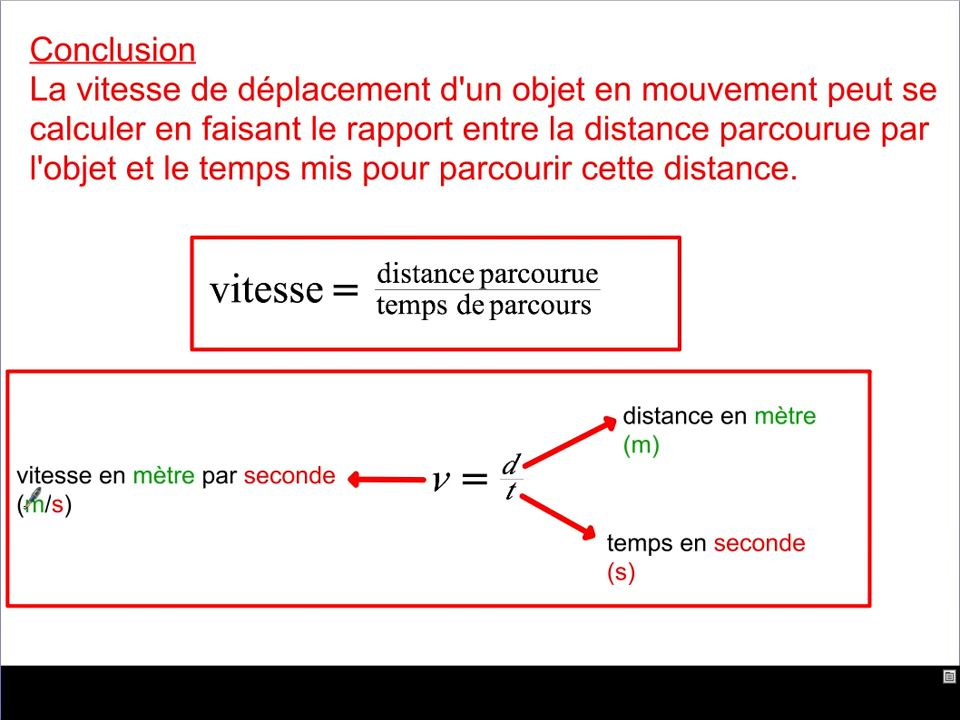 Conclusion
La vitesse de déplacement d'un objet en mouvement peut se
calculer en faisant le rapport entre la distance parcourue par
l'objet et le temps mis pour parcourir cette distance.
vitesse = distance parcourue
temps de parcours
distance en mètre
(m)
vitesse en mètre par seconde
(m/s)
v = d
t
temps en seconde
(s)